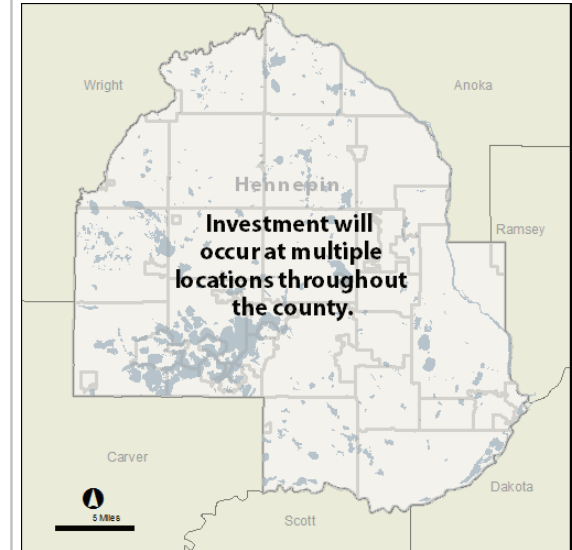 Wright
Anoka
Hennepin
Investment will
occur at multiple
locations throughout
the county.
Ramsey
Carver
5 Miles
Scott
Dakota